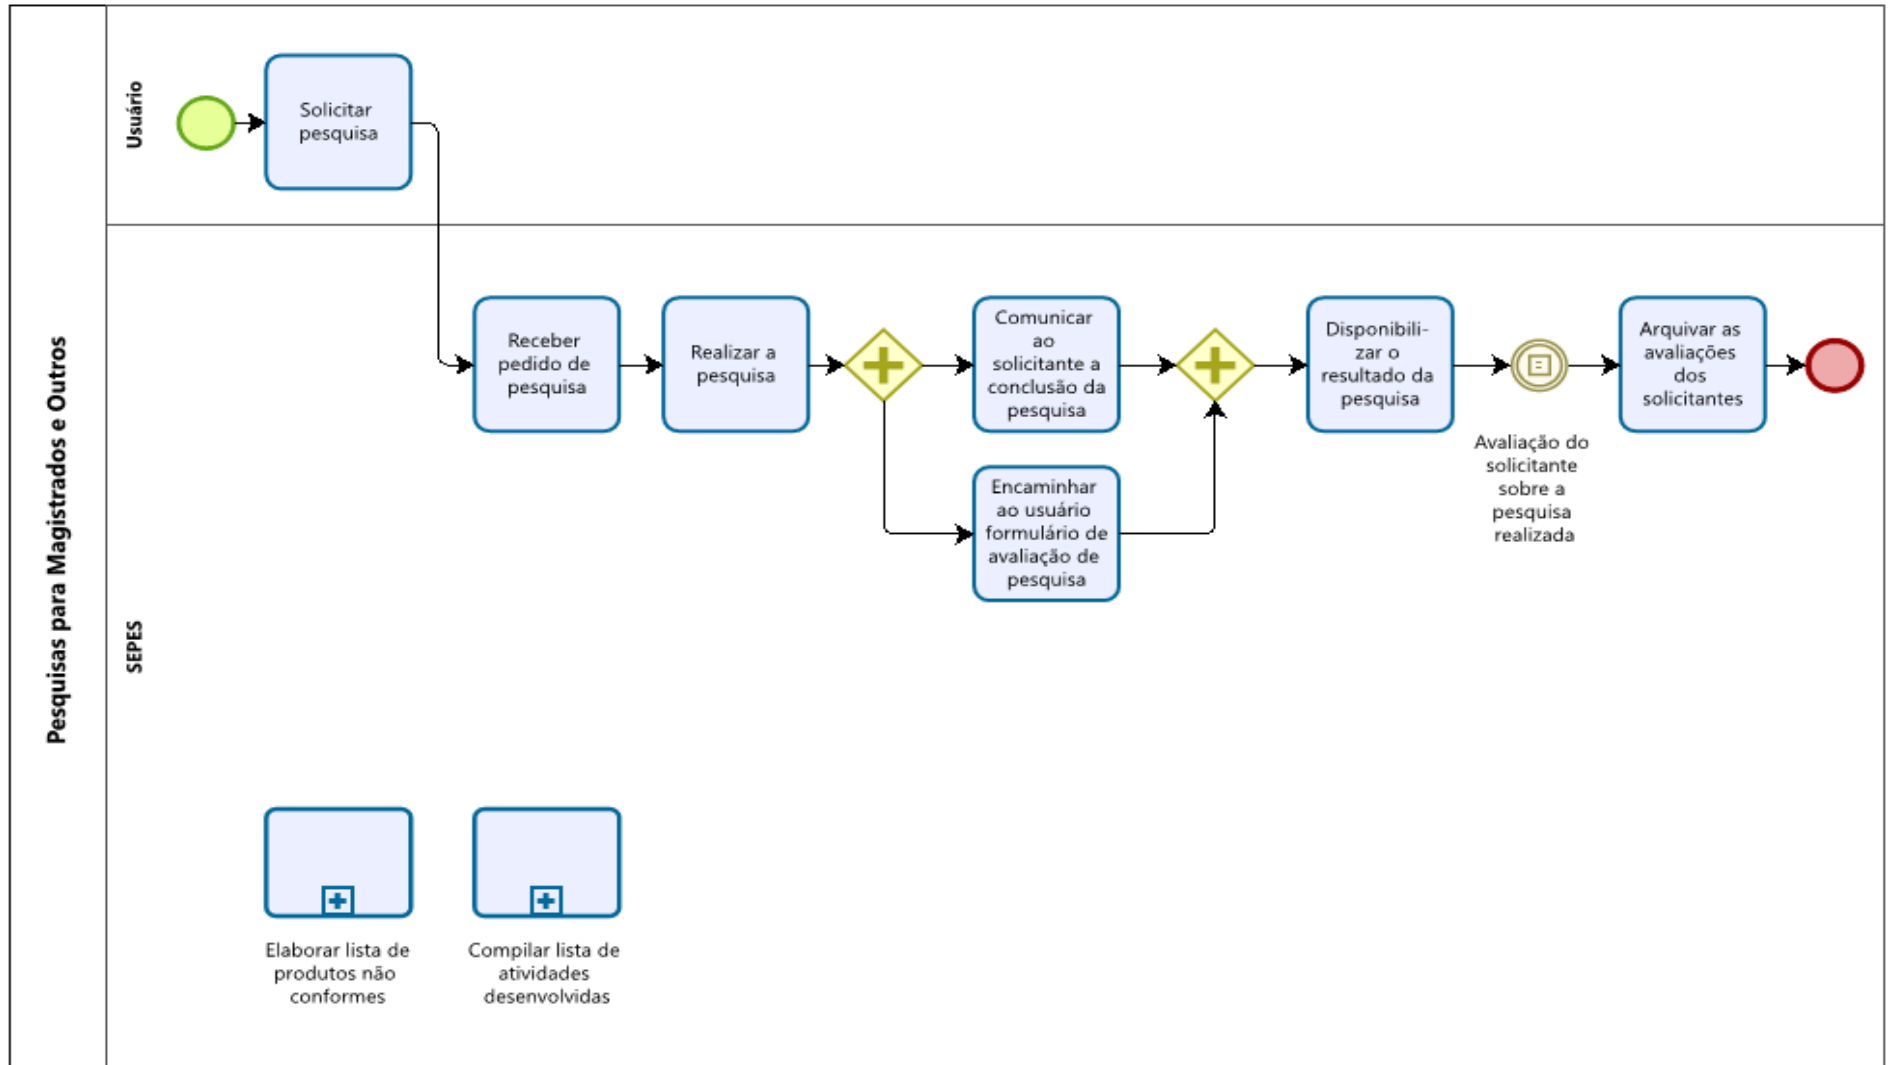 Pesquisas para Magistrados e Outros
Usuário
Solicitar
pesquisa
SEPES
Receber
pedido de
pesquisa
Realizar a
pesquisa
Comunicar
ao
solicitante a
conclusão da
pesquisa
Encaminhar
ao usuário
formulário de
avaliação de
pesquisa
Disponibili-
zar o
resultado da
pesquisa
Avaliação do
solicitante
sobre a
pesquisa
realizada
Arquivar as
avaliações
dos
solicitantes
Elaborar lista de
produtos não
conformes
Compilar lista de
atividades
desenvolvidas